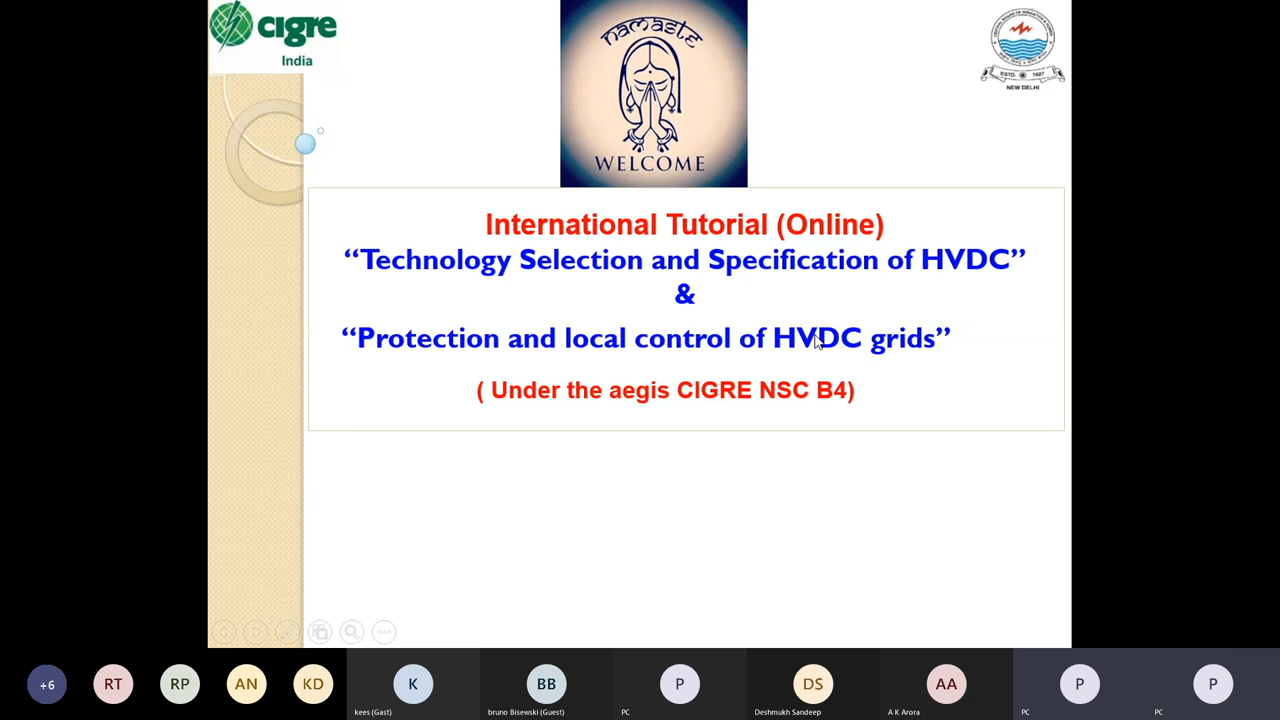 cigre
India
namaste
WELCOME
ESTD. 1927
NEW DELHI
International Tutorial (Online)
“Technology Selection and Specification of HVDC”
&
“Protection and local control of HVDC grids”
( Under the aegis CIGRE NSC B4)
+6
RT
RP
AN
KD
K
BB
P
DS
AA
P
P
kees (Gast)
bruno Bisewski (Guest)
PC
Deshmukh Sandeep
A K Arora
PC
PC